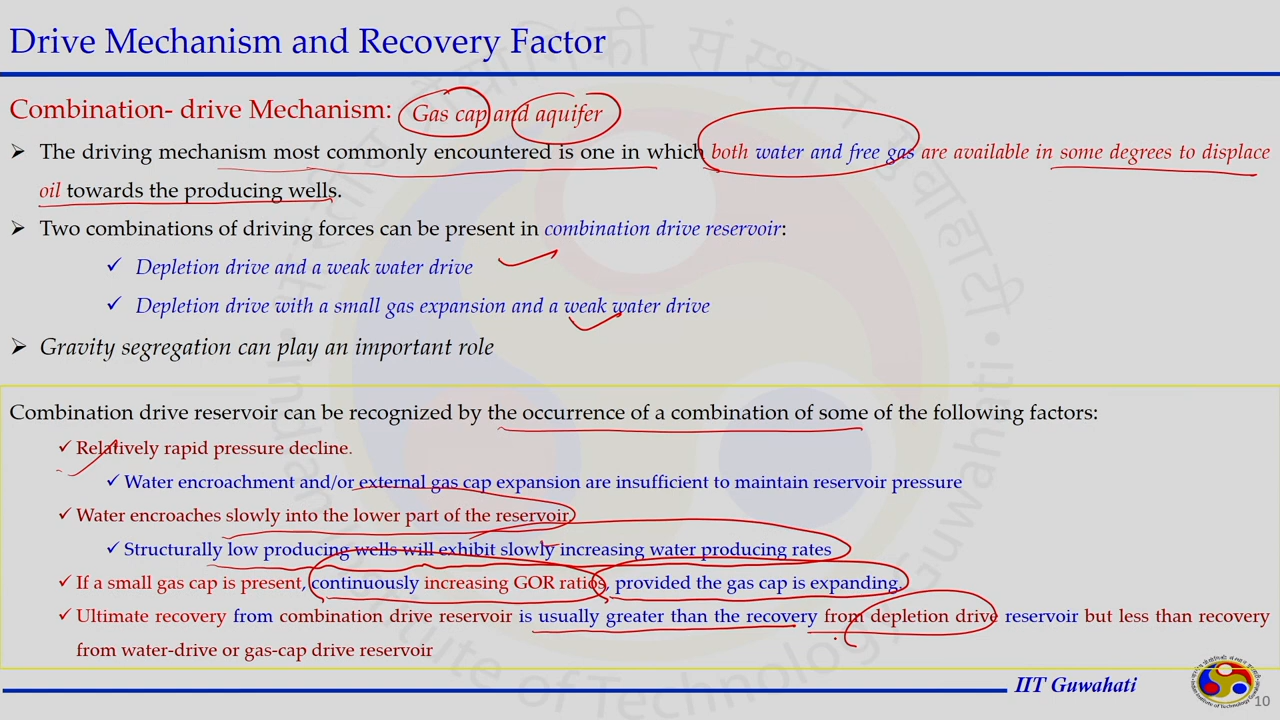 Drive Mechanism and Recovery Factor
Combination- drive Mechanism: Gas cap and aquifer
➢ The driving mechanism most commonly encountered is one in which both water and free gas are available in some degrees to displace
oil towards the producing wells.
➢ Two combinations of driving forces can be present in combination drive reservoir:
✓ Depletion drive and a weak water drive
✓ Depletion drive with a small gas expansion and a weak water drive
➢ Gravity segregation can play an important role
Combination drive reservoir can be recognized by the occurrence of a combination of some of the following factors:
✓ Relatively rapid pressure decline.
✓ Water encroachment and/or external gas cap expansion are insufficient to maintain reservoir pressure
✓ Water encroaches slowly into the lower part of the reservoir
✓ Structurally low producing wells will exhibit slowly increasing water producing rates
✓ If a small gas cap is present, continuously increasing GOR ratios, provided the gas cap is expanding.
✓ Ultimate recovery from combination drive reservoir is usually greater than the recovery from depletion drive reservoir but less than recovery
from water-drive or gas-cap drive reservoir
IIT Guwahati
10